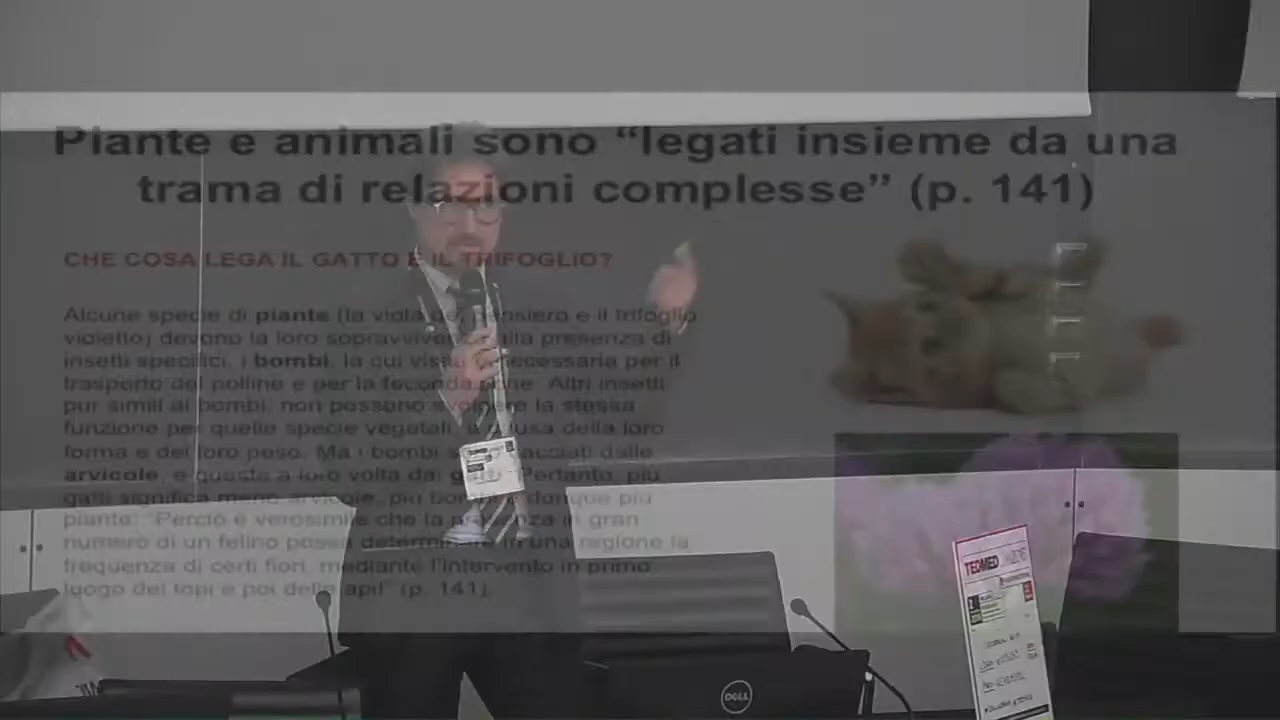 Piante e animali sono “legati insieme da una
trama di relazioni complesse” (p. 141)
CHE COSA LEGA IL GATTO E IL TRIFOGLIO?
Alcune specie di piante (la viola del pensiero e il trifoglio
violetto) devono la loro sopravvivenza alla presenza di
insetti specifici, i bombi, la cui visita è necessaria per il
trasporto del polline e per la fecondazione. Altri insetti
pur simili ai bombi, non possono svolgere la stessa
funzione per quelle specie vegetali, a causa della loro
forma e del loro peso. Ma i bombi cacciati dalle
arvicole, e queste a loro volta dai gatti. Pertanto, più
gatti significa meno arvicole, più bombi e dunque più
piante: “Perciò è verosimile che la presenza in gran
numero di un felino possa determinare in una regione la
frequenza di certi fiori, mediante l'intervento in primo
luogo dei topi e poi delle api!” (p. 141).
TEDMED
DELL